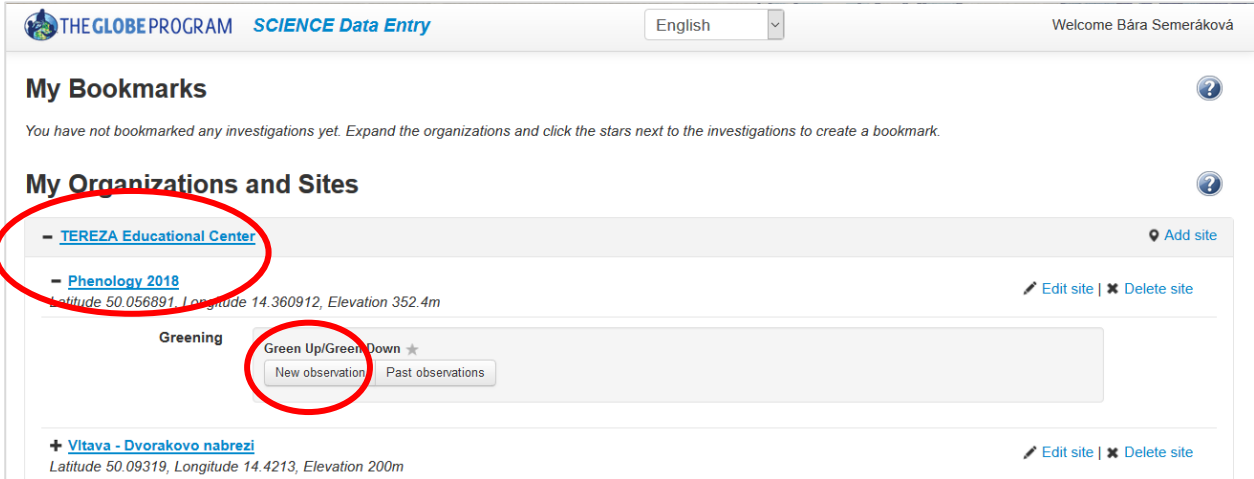 THE GLOBE PROGRAM SCIENCE Data Entry English Welcome Bára Semeráková
My Bookmarks
You have not bookmarked any investigations yet. Expand the organizations and click the stars next to the investigations to create a bookmark.
My Organizations and Sites
TEREZA Educational Center Add site
Phenology 2018
Latitude 50.056891, Longitude 14.360912, Elevation 352.4m Edit site | Delete site
Greening Green Up/Green Down
New observation Past observations
Vltava - Dvorakovo nabrezi
Latitude 50.09319, Longitude 14.4213, Elevation 200m Edit site | Delete site